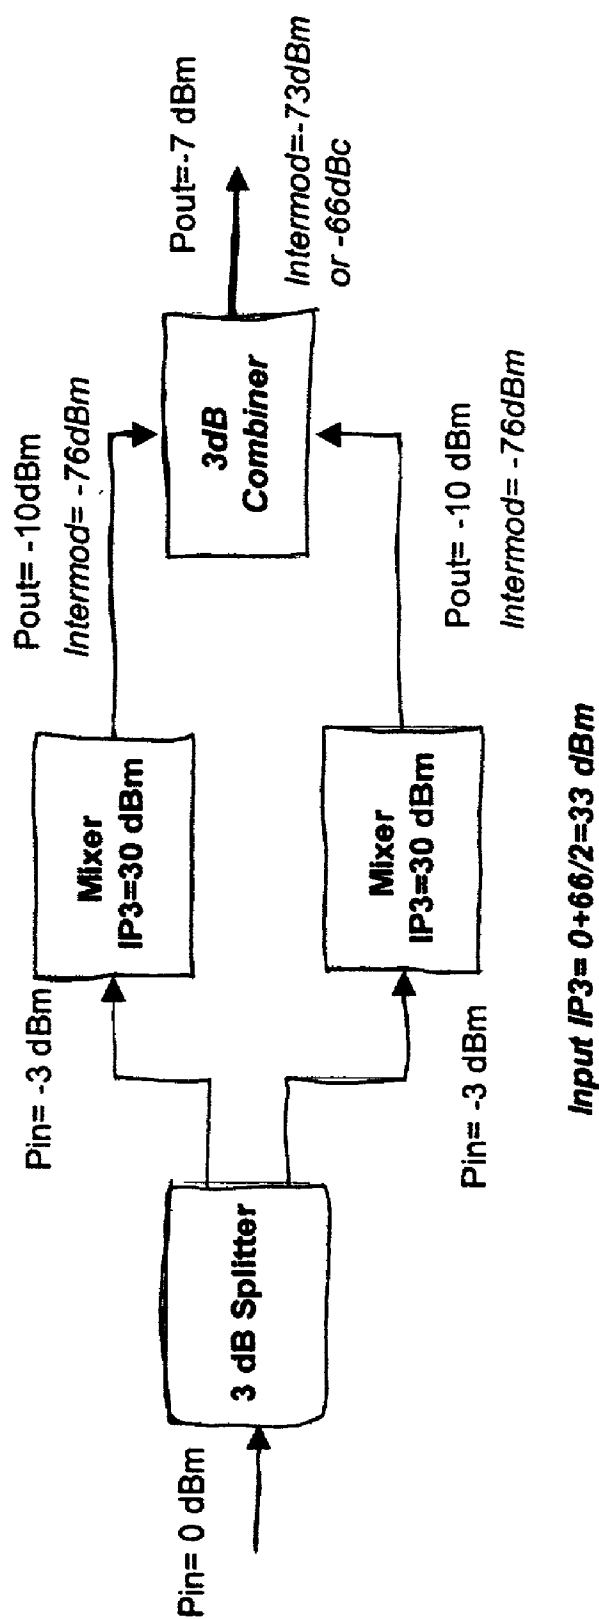 Pin= 0 dBm
3 dB Splitter
Pin= -3 dBm
Pin= -3 dBm
Mixer
IP3=30 dBm
Mixer
IP3=30 dBm
Pout= -10dBm
Intermod= -76dBm
Pout= -10 dBm
Intermod= -76dBm
3dB
Combiner
Pout=-7 dBm
Intermod=-73dBm
or -66dBc
Input IP3= 0+66/2=33 dBm